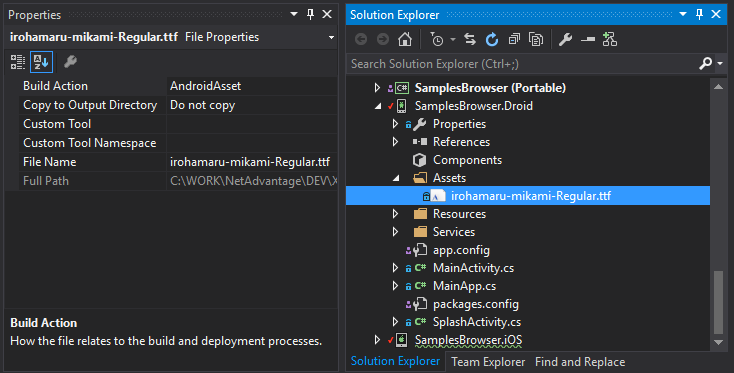 Properties
irohamaru-mikami-Regular.ttf File Properties
Build Action AndroidAsset
Copy to Output Directory Do not copy
Custom Tool
Custom Tool Namespace
File Name irohamaru-mikami-Regular.ttf
Full Path C:\WORK\NetAdvantage\DEV\X
Build Action
How the file relates to the build and deployment processes.
Solution Explorer
Search Solution Explorer (Ctrl+;)
C# SamplesBrowser (Portable)
SamplesBrowser.Droid
Properties
References
Components
Assets
irohamaru-mikami-Regular.ttf
Resources
Services
app.config
C# MainActivity.cs
C# MainApp.cs
packages.config
C# SplashActivity.cs
SamplesBrowser.iOS
Solution Explorer Team Explorer Find and Replace